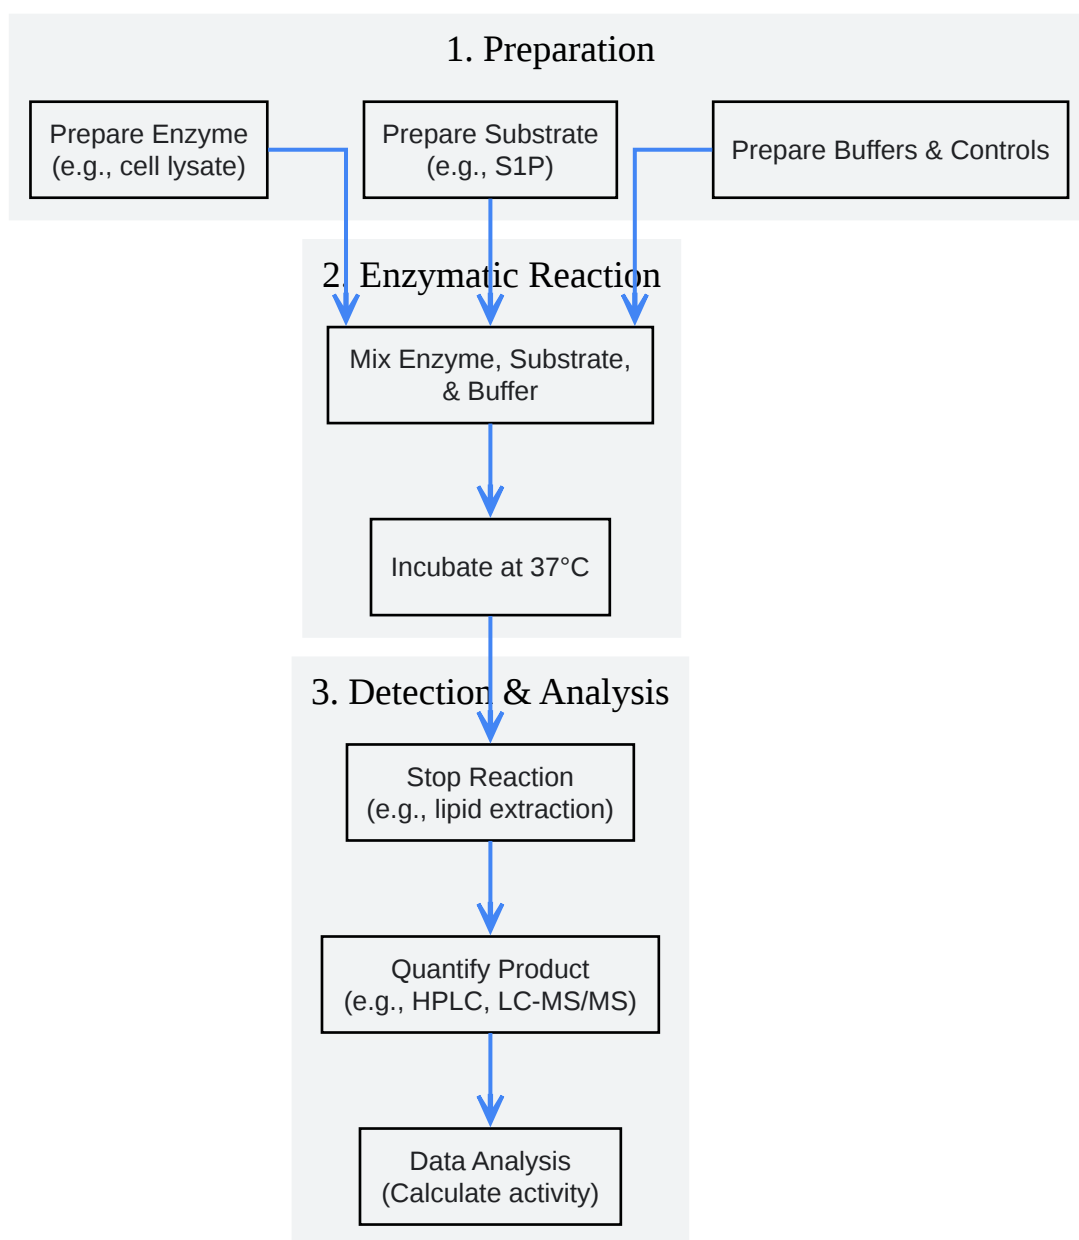 1. Preparation
Prepare Enzyme
(e.g., cell lysate)
Prepare Substrate
(e.g., S1P)
Prepare Buffers & Controls
2. Enzymatic Reaction
Mix Enzyme, Substrate,
& Buffer
Incubate at 37°C
3. Detection & Analysis
Stop Reaction
(e.g., lipid extraction)
Quantify Product
(e.g., HPLC, LC-MS/MS)
Data Analysis
(Calculate activity)